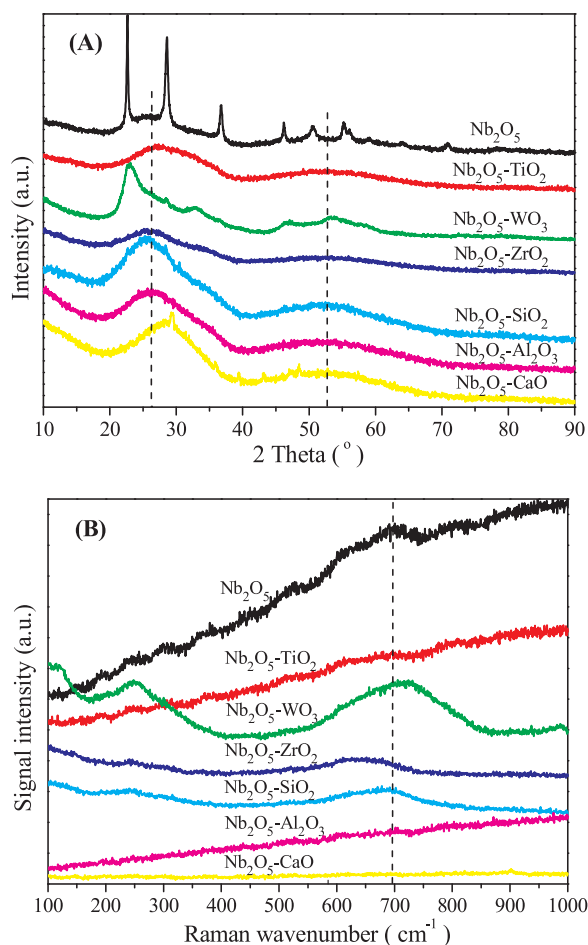 (A)
Nb2O5
Nb2O5-TiO2
Nb2O5-WO3
Nb2O5-ZrO2
Nb2O5-SiO2
Nb2O5-Al2O3
Nb2O5-CaO
Intensity (a.u.)
10 20 30 40 50 60 70 80 90
2 Theta ( o )
(B)
Nb2O5
Nb2O5-TiO2
Nb2O5-WO3
Nb2O5-ZrO2
Nb2O5-SiO2
Nb2O5-Al2O3
Nb2O5-CaO
Signal intensity (a.u.)
100 200 300 400 500 600 700 800 900 1000
Raman wavenumber ( cm-1)